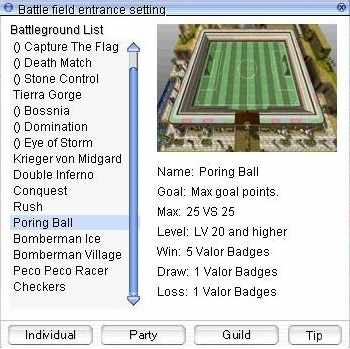 Battle field entrance setting
Battleground List
() Capture The Flag
() Death Match
() Stone Control
Tierra Gorge
() Bossnia
() Domination
() Eye of Storm
Krieger von Midgard
Double Inferno
Conquest
Rush
Poring Ball
Bomberman Ice
Bomberman Village
Peco Peco Racer
Checkers
Name: Poring Ball
Goal: Max goal points.
Max: 25 VS 25
Level: LV 20 and higher
Win: 5 Valor Badges
Draw: 1 Valor Badges
Loss: 1 Valor Badges
Individual
Party
Guild
Tip